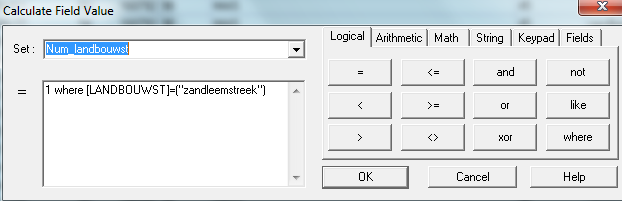 Calculate Field Value
Set : Num_landbouwst
= 1 where [LANDBOUWST]=("zandleemstreek")
Logical Arithmetic Math String Keypad Fields
= <= and not
< >= or like
> <> xor where
OK Cancel Help